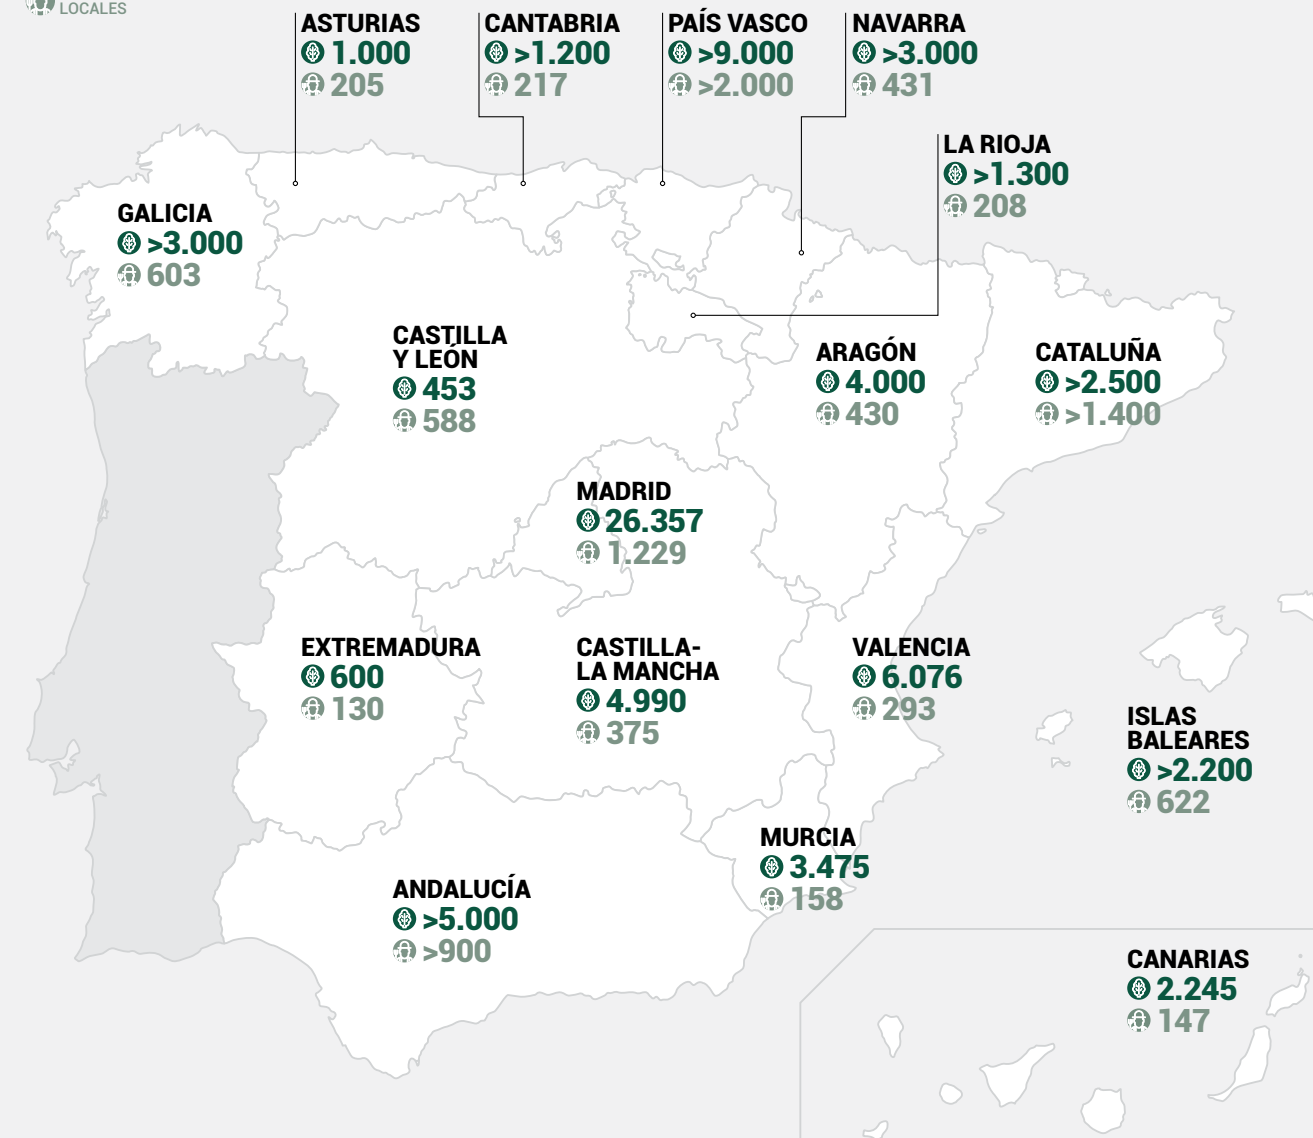 LOCALES
ASTURIAS
1.000
205
CANTABRIA
>1.200
217
PAÍS VASCO
>9.000
>2.000
NAVARRA
>3.000
431
LA RIOJA
>1.300
208
GALICIA
>3.000
603
CASTILLA
Y LEÓN
453
588
ARAGÓN
4.000
430
CATALUÑA
>2.500
>1.400
MADRID
26.357
1.229
EXTREMADURA
600
130
CASTILLA-
LA MANCHA
4.990
375
VALENCIA
6.076
293
ISLAS
BALEARES
>2.200
622
MURCIA
3.475
158
ANDALUCÍA
>5.000
>900
CANARIAS
2.245
147